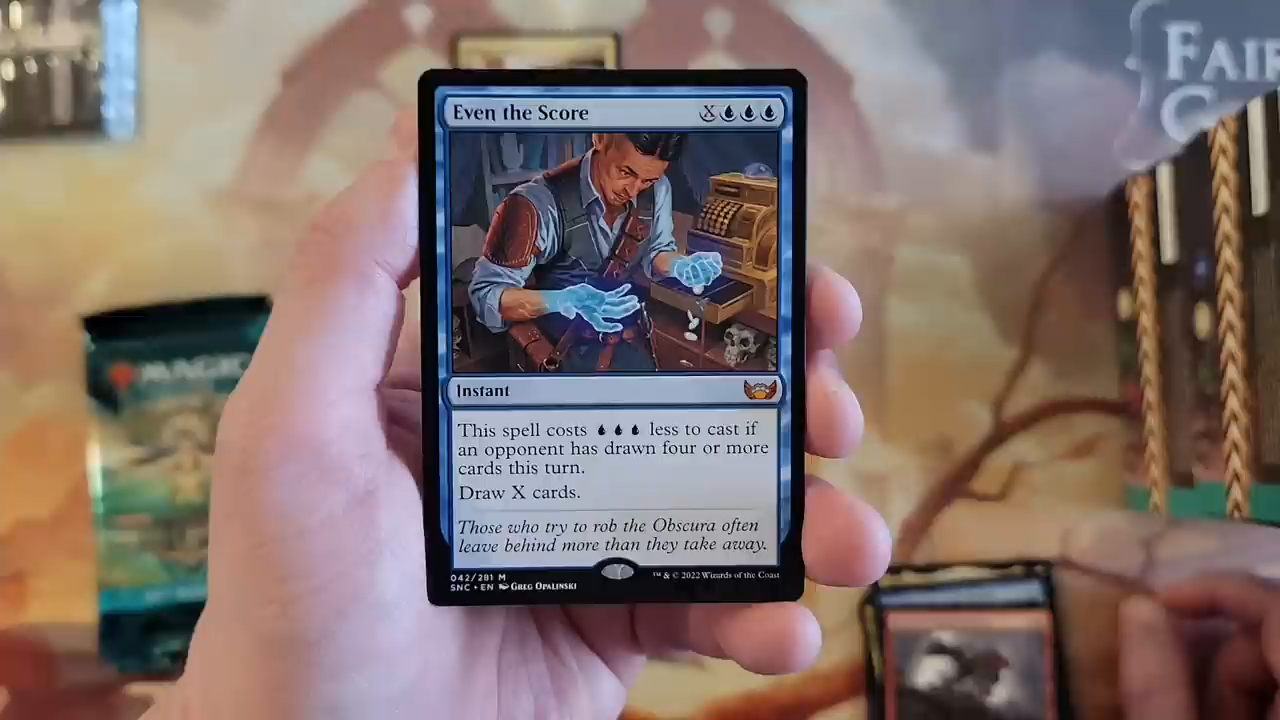 FAIR
Even the Score X
MAGIC
Instant
This spell costs less to cast if
an opponent has drawn four or more
cards this turn.
Draw X cards.
Those who try to rob the Obscura often
leave behind more than they take away.
042/281 M
SNC • EN Greg Opalinski
™ & © 2022 Wizards of the Coast